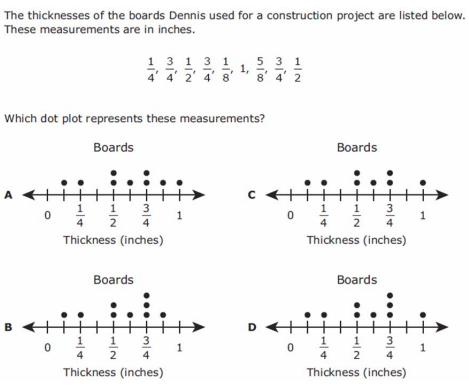 The thicknesses of the boards Dennis used for a construction project are listed below.
These measurements are in inches.
1/4, 3/4, 1/2, 3/4, 1/8, 1, 5/8, 3/4, 1/2
Which dot plot represents these measurements?
Boards
A
0 1/4 1/2 3/4 1
Thickness (inches)
Boards
C
0 1/4 1/2 3/4 1
Thickness (inches)
Boards
B
0 1/4 1/2 3/4 1
Thickness (inches)
Boards
D
0 1/4 1/2 3/4 1
Thickness (inches)